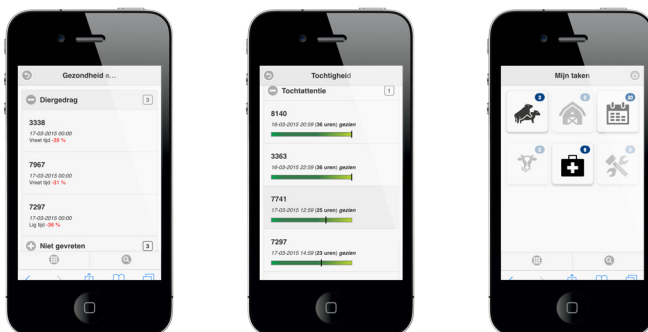 Gezondheid e...
Diergedrag 3
3338
17-03-2015 00:00
Vreet tijd -39 %
7967
17-03-2015 00:00
Vreet tijd -31 %
7297
17-03-2015 00:00
Lig tijd -36 %
Niet gevreten 3
Tochtigheid
Tochtattentie 1
8140
16-03-2015 20:59 (36 uren) gezien
3363
16-03-2015 22:59 (36 uren) gezien
7741
17-03-2015 12:59 (25 uren) gezien
7297
17-03-2015 14:59 (23 uren) gezien
Mijn taken
3